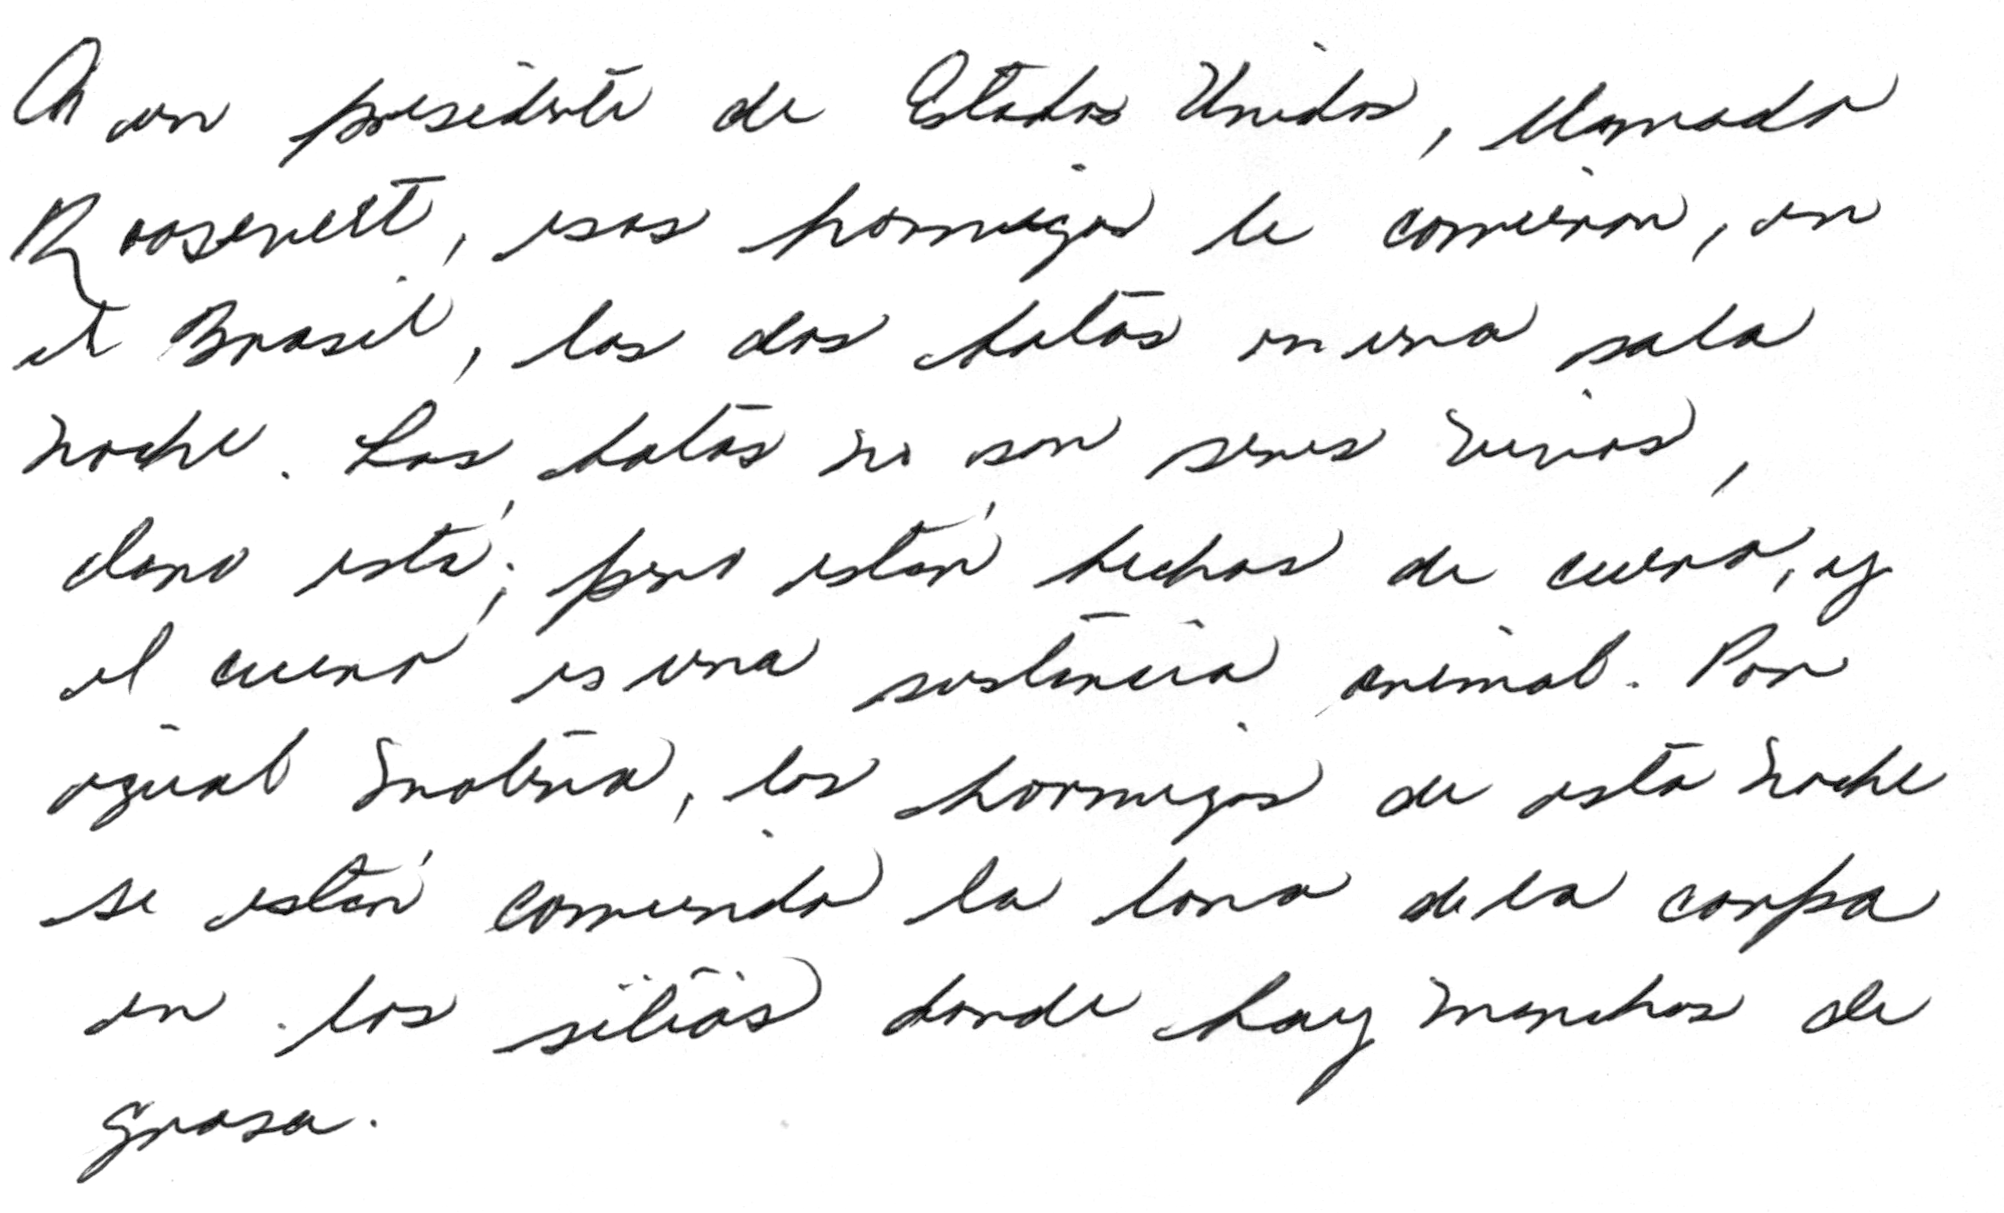 A un presidente de Estados Unidos, llamado
Roosevelt, esas hormigas le comieron, en
el Brasil, las dos botas en una sola
noche. Las botas no son seres vivos,
claro está; pero están hechas de cuero, y
el cuero es una sustancia animal. Por
igual motivo, las hormigas de esta noche
se están comiendo la lona de la carpa
en los sitios donde hay manchas de
grasa.